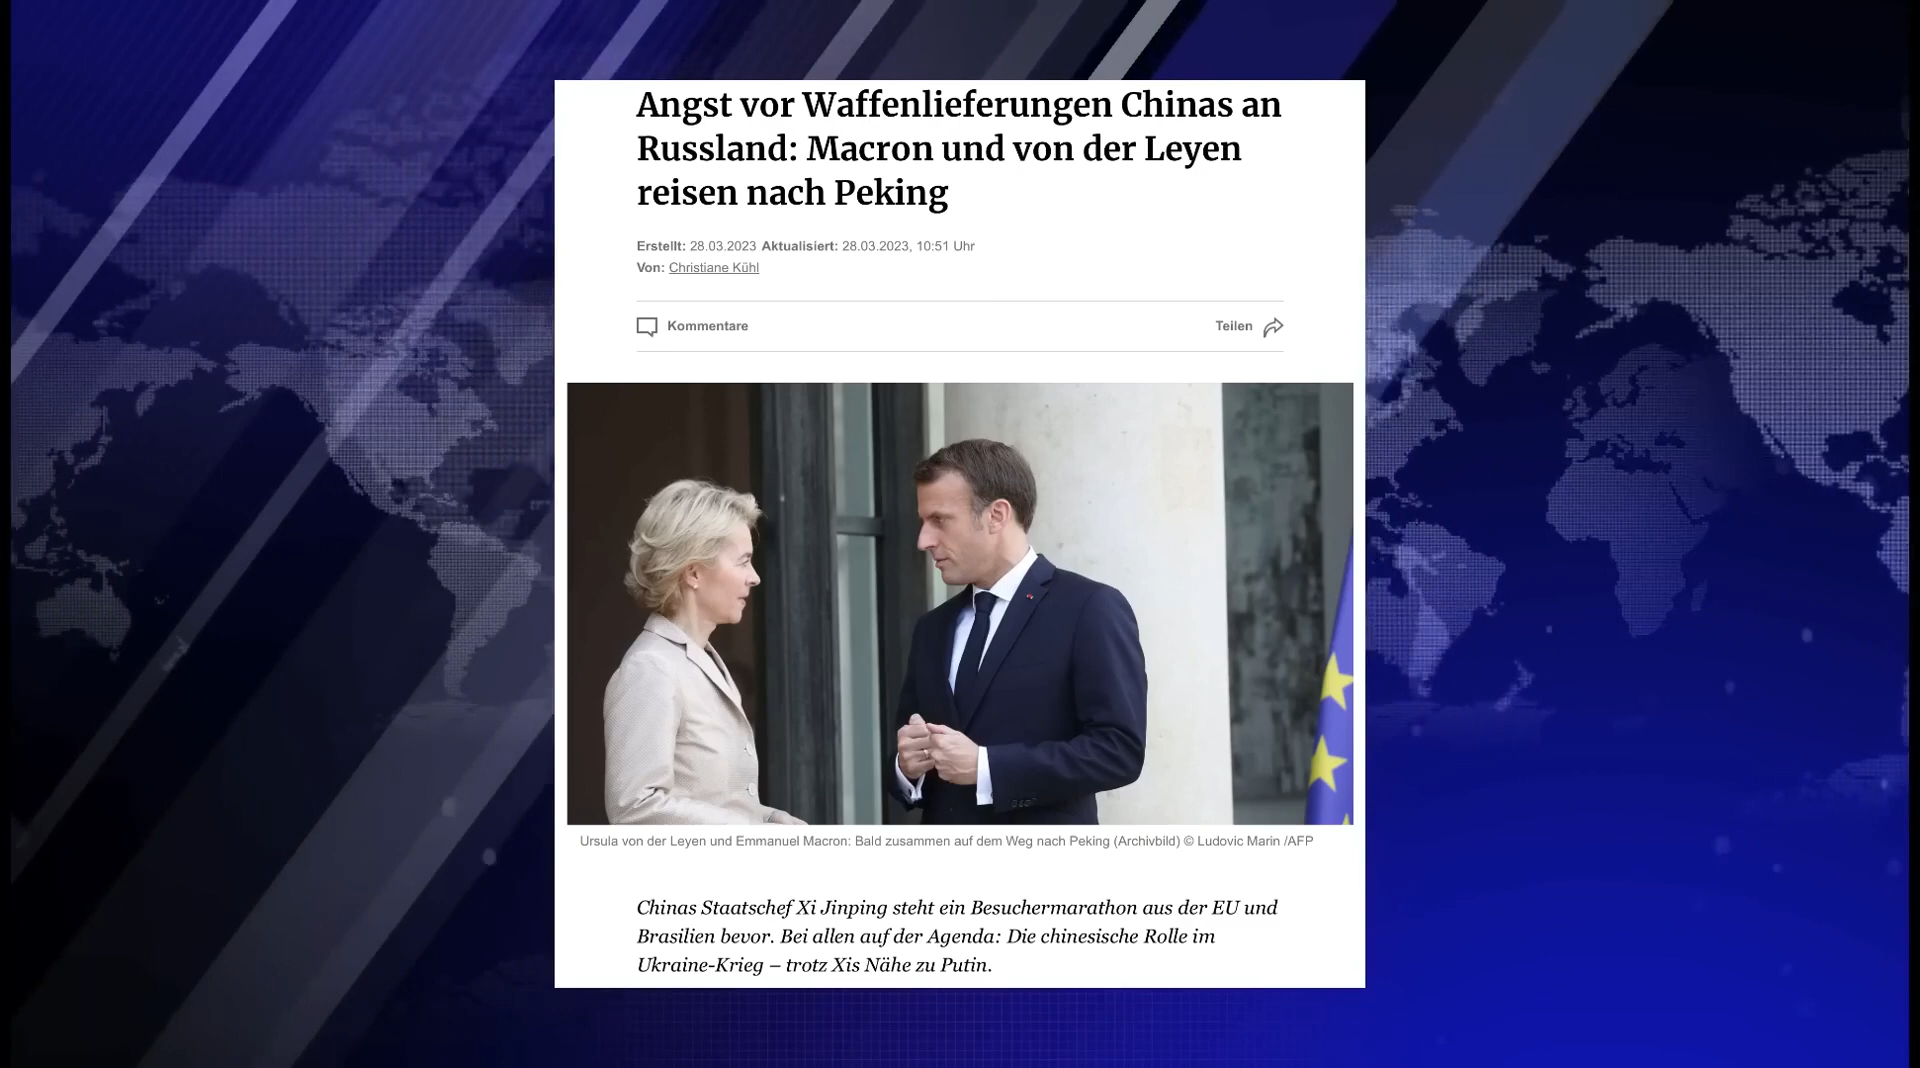 Angst vor Waffenlieferungen Chinas an
Russland: Macron und von der Leyen
reisen nach Peking
Erstellt: 28.03.2023 Aktualisiert: 28.03.2023, 10:51 Uhr
Von: Christiane Kühl
Kommentare
Teilen
Ursula von der Leyen und Emmanuel Macron: Bald zusammen auf dem Weg nach Peking (Archivbild) © Ludovic Marin /AFP
Chinas Staatschef Xi Jinping steht ein Besuchermarathon aus der EU und
Brasilien bevor. Bei allen auf der Agenda: Die chinesische Rolle im
Ukraine-Krieg – trotz Xis Nähe zu Putin.